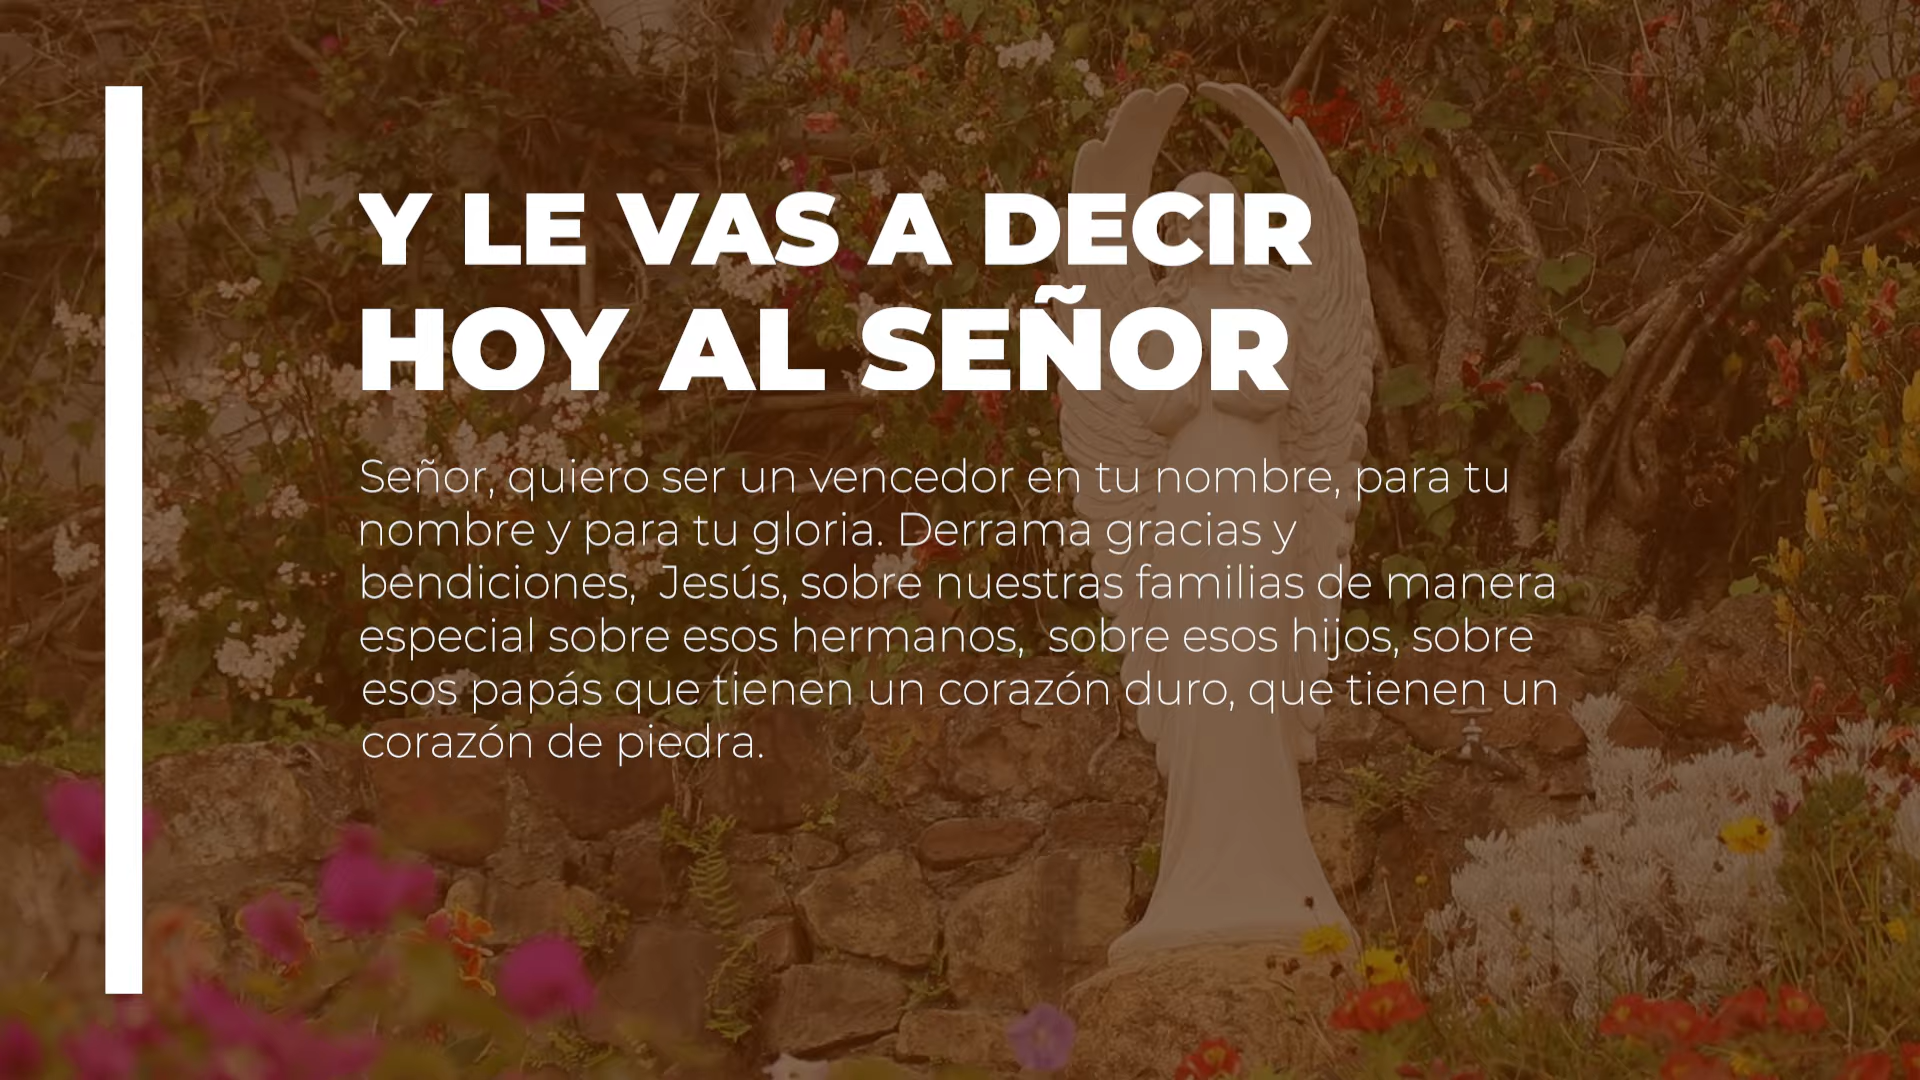 Y LE VAS A DECIR
HOY AL SEÑOR
Señor, quiero ser un vencedor en tu nombre, para tu
nombre y para tu gloria. Derrama gracias y
bendiciones,  Jesús, sobre nuestras familias de manera
especial sobre esos hermanos,  sobre esos hijos, sobre
esos papás que tienen un corazón duro, que tienen un
corazón de piedra.